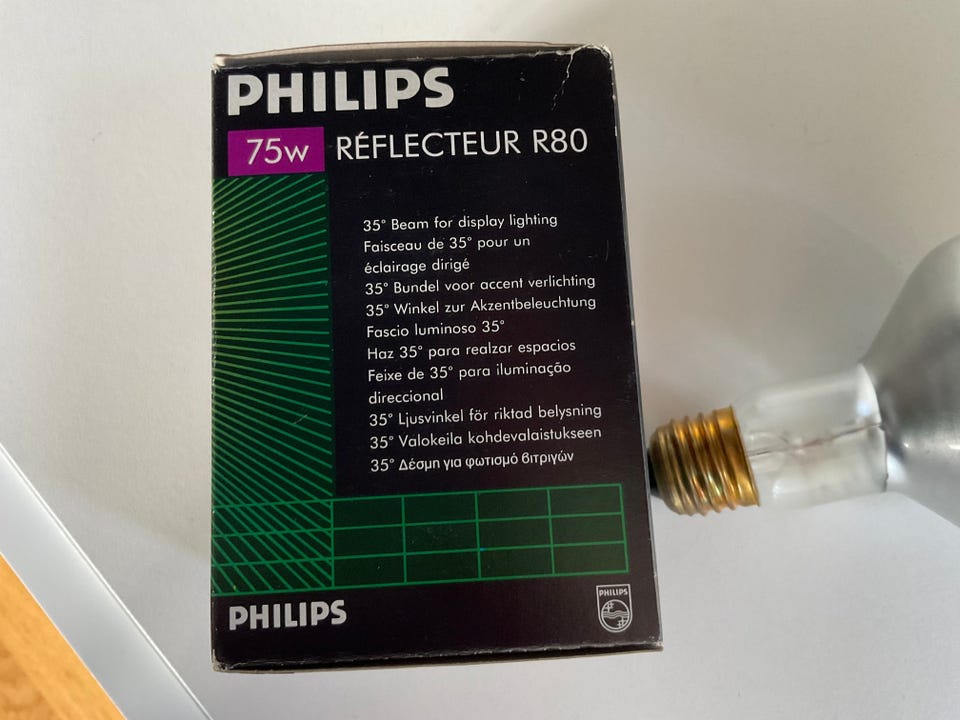 PHILIPS
75w RÉFLECTEUR R80
35° Beam for display lighting
Faisceau de 35° pour un
éclairage dirigé
35° Bundel voor accent verlichting
35° Winkel zur Akzentbeleuchtung
Fascio luminoso 35°
Haz 35° para realzar espacios
Feixe de 35° para iluminação
direccional
35° Ljusvinkel för riktad belysning
35° Valokeila kohdevalaistukseen
35° Δέσμη για φωτισμό βιτριγών
PHILIPS
PHILIPS